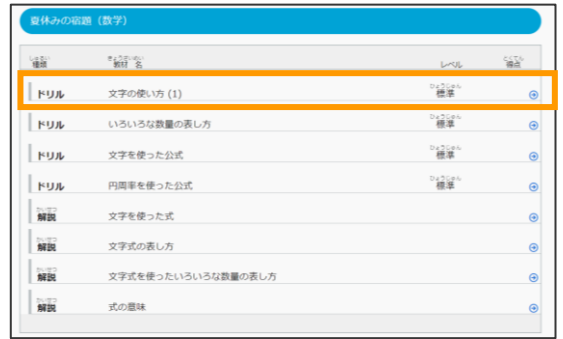 夏休みの宿題（数学）
しゅるい きょうざいめい とくてん
種類 教材 名 レベル 得点
ひょうじゅん
ドリル 文字の使い方 (1) 標準
ひょうじゅん
ドリル いろいろな数量の表し方 標準
ひょうじゅん
ドリル 文字を使った公式 標準
ひょうじゅん
ドリル 円周率を使った公式 標準
かいせつ
解説 文字を使った式
かいせつ
解説 文字式の表し方
かいせつ
解説 文字式を使ったいろいろな数量の表し方
かいせつ
解説 式の意味